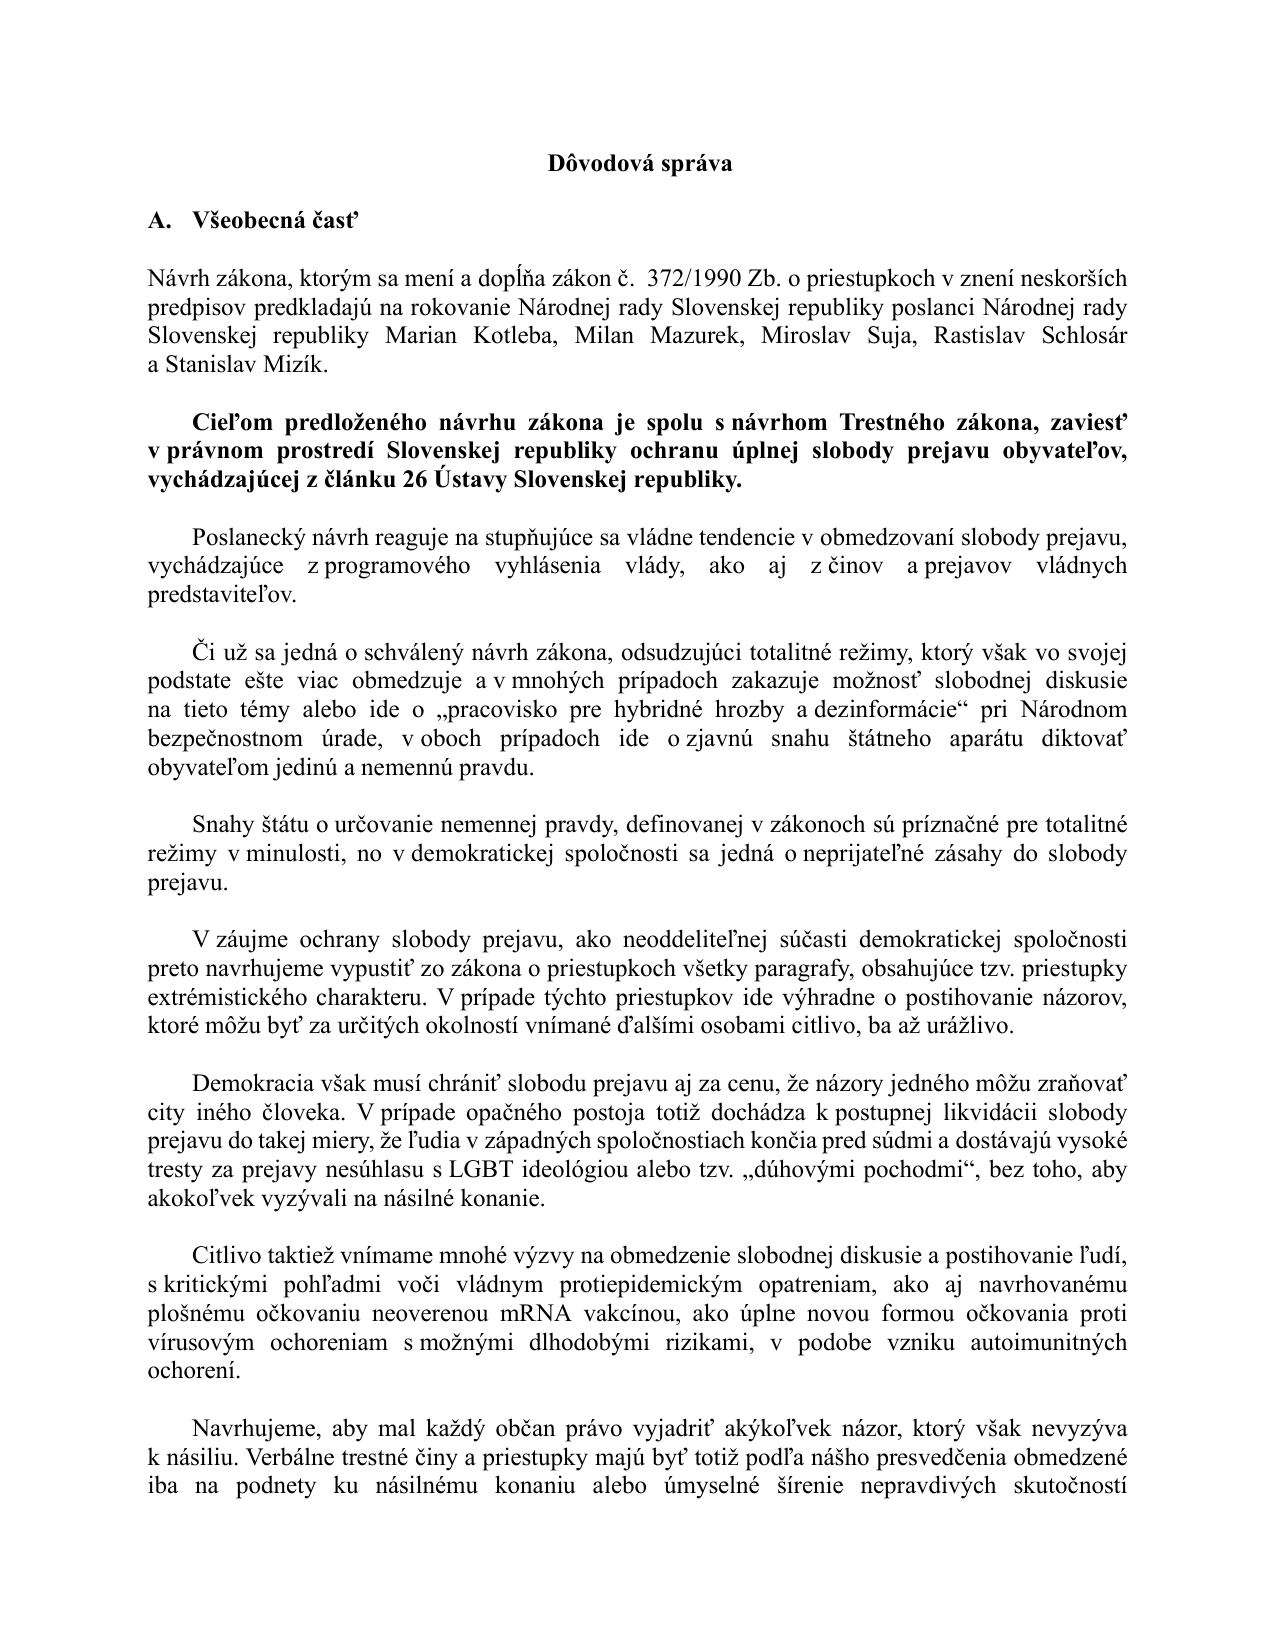 Dôvodová správa
A. Všeobecná časť
Návrh zákona, ktorým sa mení a dopĺňa zákon č. 372/1990 Zb. o priestupkoch v znení neskorších
predpisov predkladajú na rokovanie Národnej rady Slovenskej republiky poslanci Národnej rady
Slovenskej republiky Marian Kotleba, Milan Mazurek, Miroslav Suja, Rastislav Schlosár
a Stanislav Mizík.
Cieľom predloženého návrhu zákona je spolu s návrhom Trestného zákona, zaviesť
v právnom prostredí Slovenskej republiky ochranu úplnej slobody prejavu obyvateľov,
vychádzajúcej z článku 26 Ústavy Slovenskej republiky.
Poslanecký návrh reaguje na stupňujúce sa vládne tendencie v obmedzovaní slobody prejavu,
vychádzajúce z programového vyhlásenia vlády, ako aj z činov a prejavov vládnych
predstaviteľov.
Či už sa jedná o schválený návrh zákona, odsudzujúci totalitné režimy, ktorý však vo svojej
podstate ešte viac obmedzuje a v mnohých prípadoch zakazuje možnosť slobodnej diskusie
na tieto témy alebo ide o „pracovisko pre hybridné hrozby a dezinformácie“ pri Národnom
bezpečnostnom úrade, v oboch prípadoch ide o zjavnú snahu štátneho aparátu diktovať
obyvateľom jedinú a nemennú pravdu.
Snahy štátu o určovanie nemennej pravdy, definovanej v zákonoch sú príznačné pre totalitné
režimy v minulosti, no v demokratickej spoločnosti sa jedná o neprijateľné zásahy do slobody
prejavu.
V záujme ochrany slobody prejavu, ako neoddeliteľnej súčasti demokratickej spoločnosti
preto navrhujeme vypustiť zo zákona o priestupkoch všetky paragrafy, obsahujúce tzv. priestupky
extrémistického charakteru. V prípade týchto priestupkov ide výhradne o postihovanie názorov,
ktoré môžu byť za určitých okolností vnímané ďalšími osobami citlivo, ba až urážlivo.
Demokracia však musí chrániť slobodu prejavu aj za cenu, že názory jedného môžu zraňovať
city iného človeka. V prípade opačného postoja totiž dochádza k postupnej likvidácii slobody
prejavu do takej miery, že ľudia v západných spoločnostiach končia pred súdmi a dostávajú vysoké
tresty za prejavy nesúhlasu s LGBT ideológiou alebo tzv. „dúhovými pochodmi“, bez toho, aby
akokoľvek vyzývali na násilné konanie.
Citlivo taktiež vnímame mnohé výzvy na obmedzenie slobodnej diskusie a postihovanie ľudí,
s kritickými pohľadmi voči vládnym protiepidemickým opatreniam, ako aj navrhovanému
plošnému očkovaniu neoverenou mRNA vakcínou, ako úplne novou formou očkovania proti
vírusovým ochoreniam s možnými dlhodobými rizikami, v podobe vzniku autoimunitných
ochorení.
Navrhujeme, aby mal každý občan právo vyjadriť akýkoľvek názor, ktorý však nevyzýva
k násiliu. Verbálne trestné činy a priestupky majú byť totiž podľa nášho presvedčenia obmedzené
iba na podnety ku násilnému konaniu alebo úmyselné šírenie nepravdivých skutočností